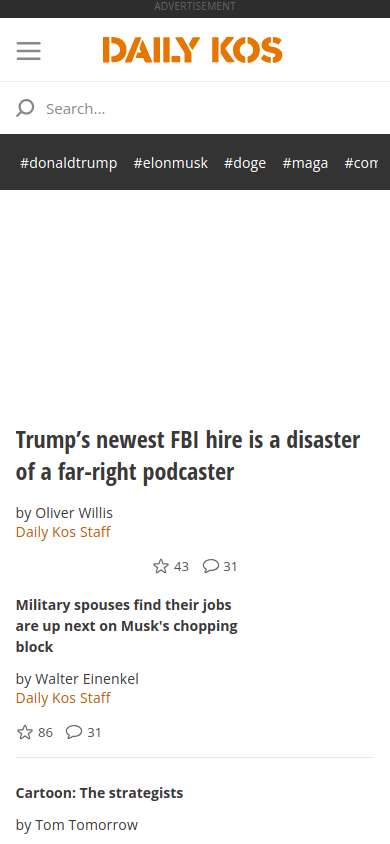 ADVERTISEMENT
DAILY KOS
Search...
#donaldtrump #elonmusk #doge #maga #com
Trump’s newest FBI hire is a disaster
of a far-right podcaster
by Oliver Willis
Daily Kos Staff
43 31
Military spouses find their jobs
are up next on Musk's chopping
block
by Walter Einenkel
Daily Kos Staff
86 31
Cartoon: The strategists
by Tom Tomorrow